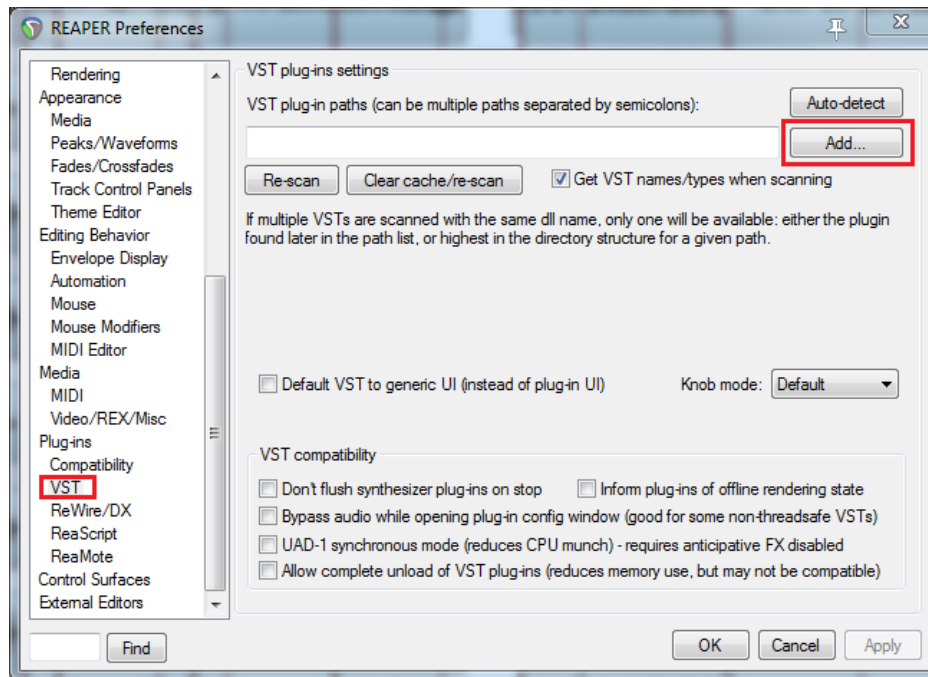 REAPER Preferences
Rendering
Appearance
Media
Peaks/Waveforms
Fades/Crossfades
Track Control Panels
Theme Editor
Editing Behavior
Envelope Display
Automation
Mouse
Mouse Modifiers
MIDI Editor
Media
MIDI
Video/REX/Misc
Plug-ins
Compatibility
VST
ReWire/DX
ReaScript
ReaMote
Control Surfaces
External Editors
Find
VST plug-ins settings
VST plug-in paths (can be multiple paths separated by semicolons):
Auto-detect
Add...
Re-scan
Clear cache/re-scan
Get VST names/types when scanning
If multiple VSTs are scanned with the same dll name, only one will be available: either the plugin
found later in the path list, or highest in the directory structure for a given path.
Default VST to generic UI (instead of plug-in UI)
Knob mode:
Default
VST compatibility
Don't flush synthesizer plug-ins on stop
Inform plug-ins of offline rendering state
Bypass audio while opening plug-in config window (good for some non-threadsafe VSTs)
UAD-1 synchronous mode (reduces CPU munch) - requires anticipative FX disabled
Allow complete unload of VST plug-ins (reduces memory use, but may not be compatible)
OK
Cancel
Apply